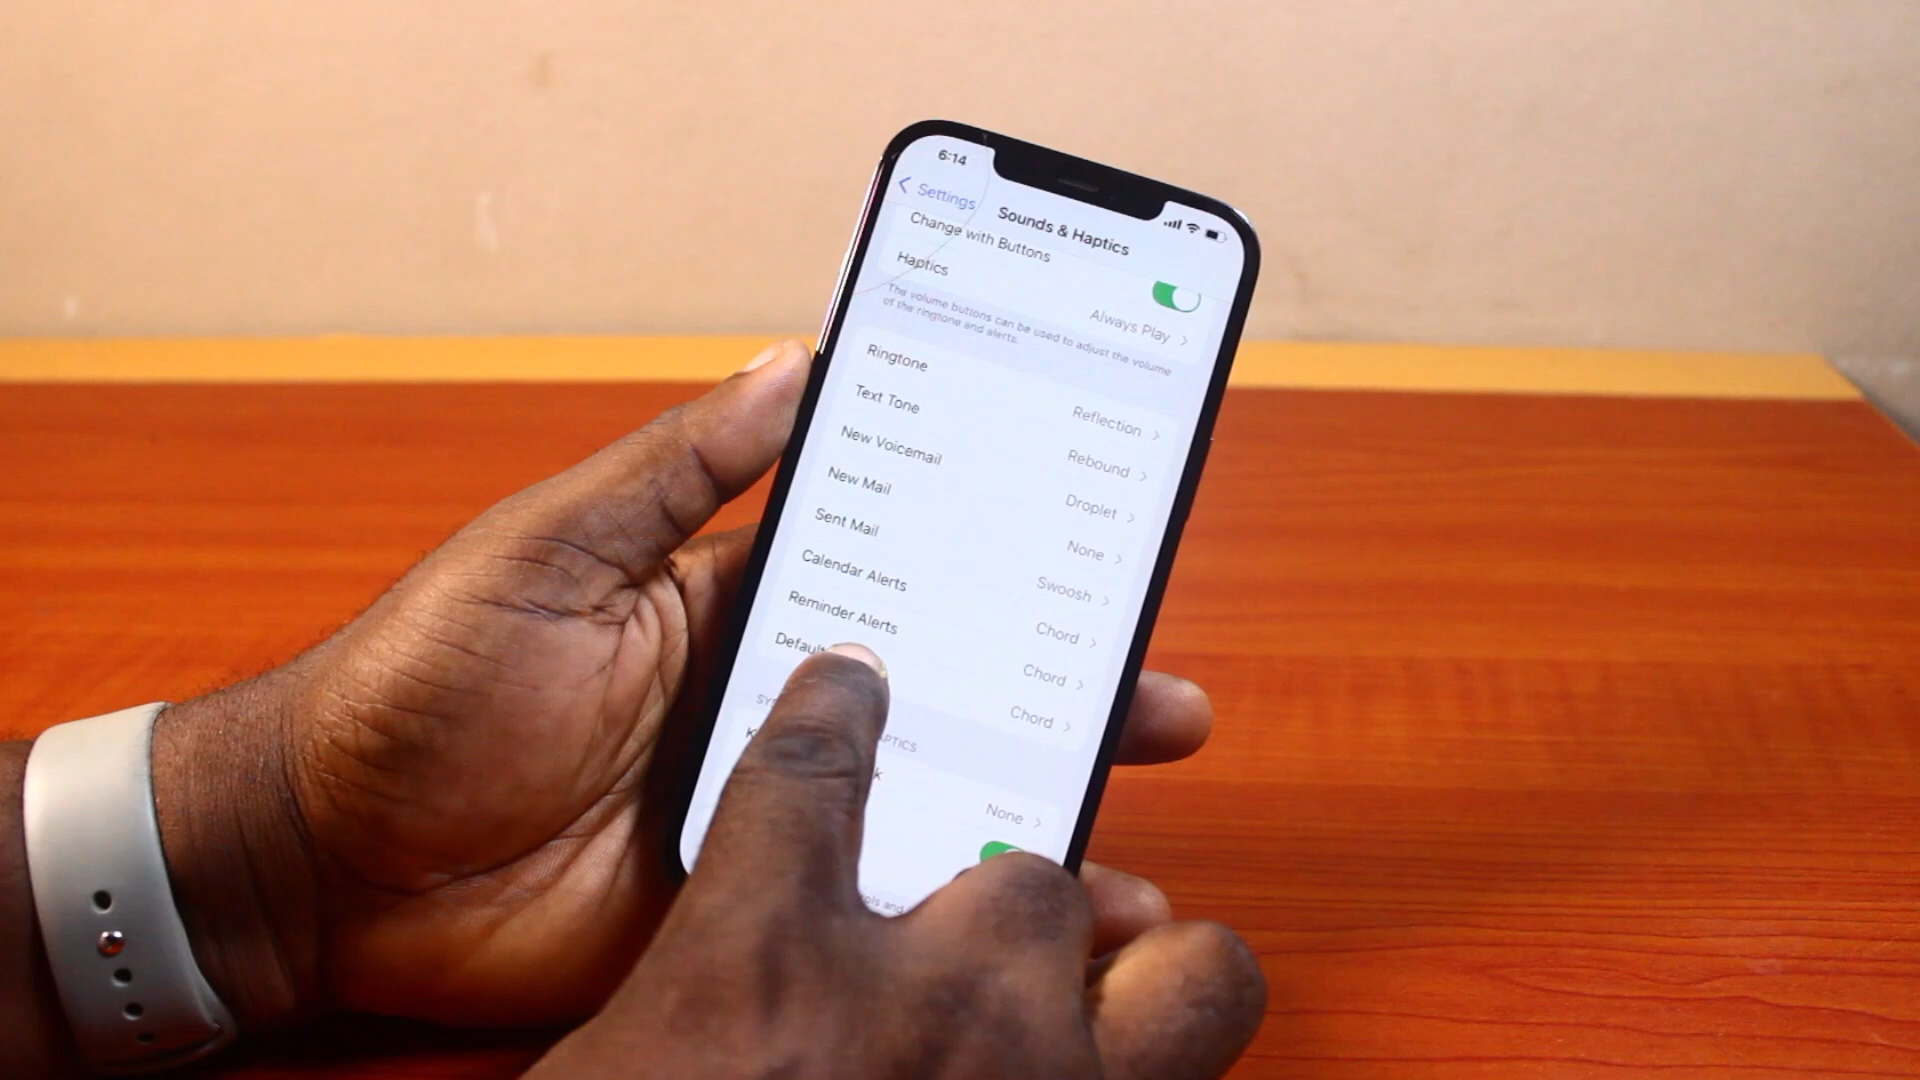 6:14
Settings
Sounds & Haptics
Change with Buttons
Haptics Always Play
The volume buttons can be used to adjust the volume
of the ringtone and alerts.
Ringtone Reflection
Text Tone Rebound
New Voicemail Droplet
New Mail None
Sent Mail Swoosh
Calendar Alerts Chord
Reminder Alerts Chord
Default Chord
None
and